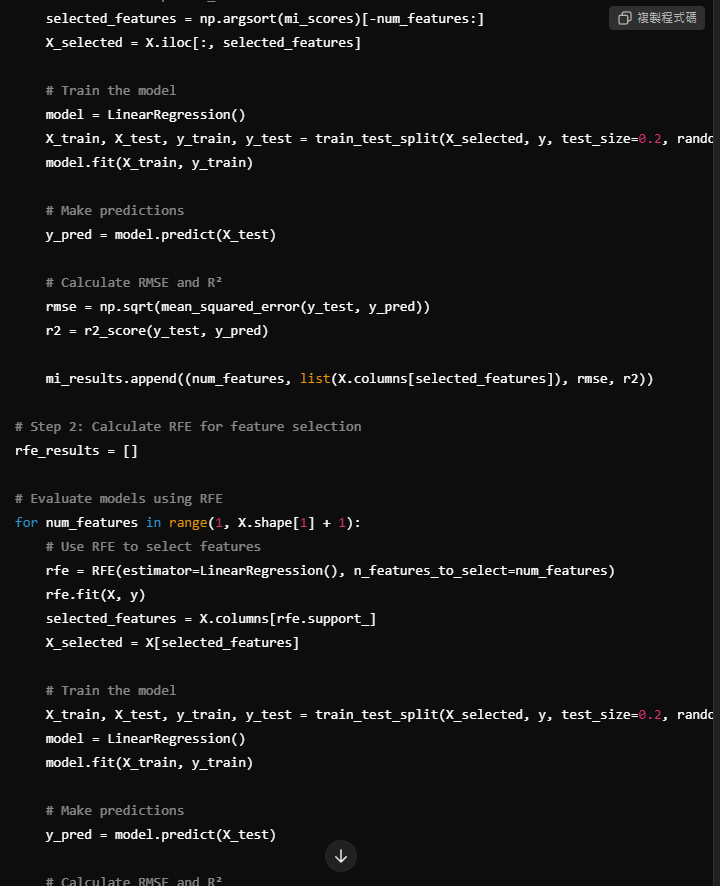 selected_features = np.argsort(mi_scores)[-num_features:]
複製程式碼
X_selected = X.iloc[:, selected_features]
# Train the model
model = LinearRegression()
X_train, X_test, y_train, y_test = train_test_split(X_selected, y, test_size=0.2, rando
model.fit(X_train, y_train)
# Make predictions
y_pred = model.predict(X_test)
# Calculate RMSE and R²
rmse = np.sqrt(mean_squared_error(y_test, y_pred))
r2 = r2_score(y_test, y_pred)
mi_results.append((num_features, list(X.columns[selected_features]), rmse, r2))
# Step 2: Calculate RFE for feature selection
rfe_results = []
# Evaluate models using RFE
for num_features in range(1, X.shape[1] + 1):
# Use RFE to select features
rfe = RFE(estimator=LinearRegression(), n_features_to_select=num_features)
rfe.fit(X, y)
selected_features = X.columns[rfe.support_]
X_selected = X[selected_features]
# Train the model
X_train, X_test, y_train, y_test = train_test_split(X_selected, y, test_size=0.2, rando
model = LinearRegression()
model.fit(X_train, y_train)
# Make predictions
y_pred = model.predict(X_test)
# Calculate RMSE and R²